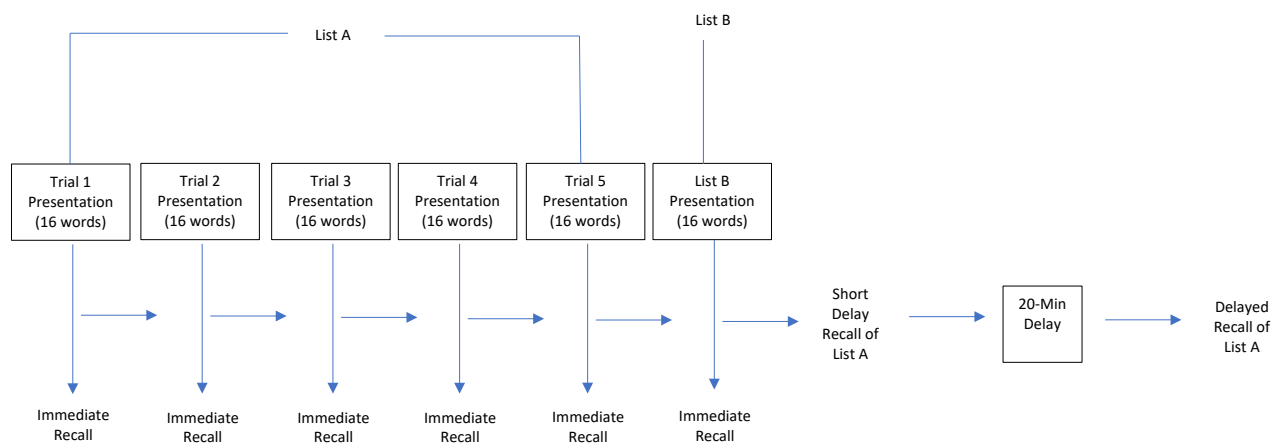 List A
List B
Trial 1
Presentation
(16 words)
Trial 2
Presentation
(16 words)
Trial 3
Presentation
(16 words)
Trial 4
Presentation
(16 words)
Trial 5
Presentation
(16 words)
List B
Presentation
(16 words)
Short
Delay
Recall of
List A
20-Min
Delay
Delayed
Recall of
List A
Immediate
Recall
Immediate
Recall
Immediate
Recall
Immediate
Recall
Immediate
Recall
Immediate
Recall